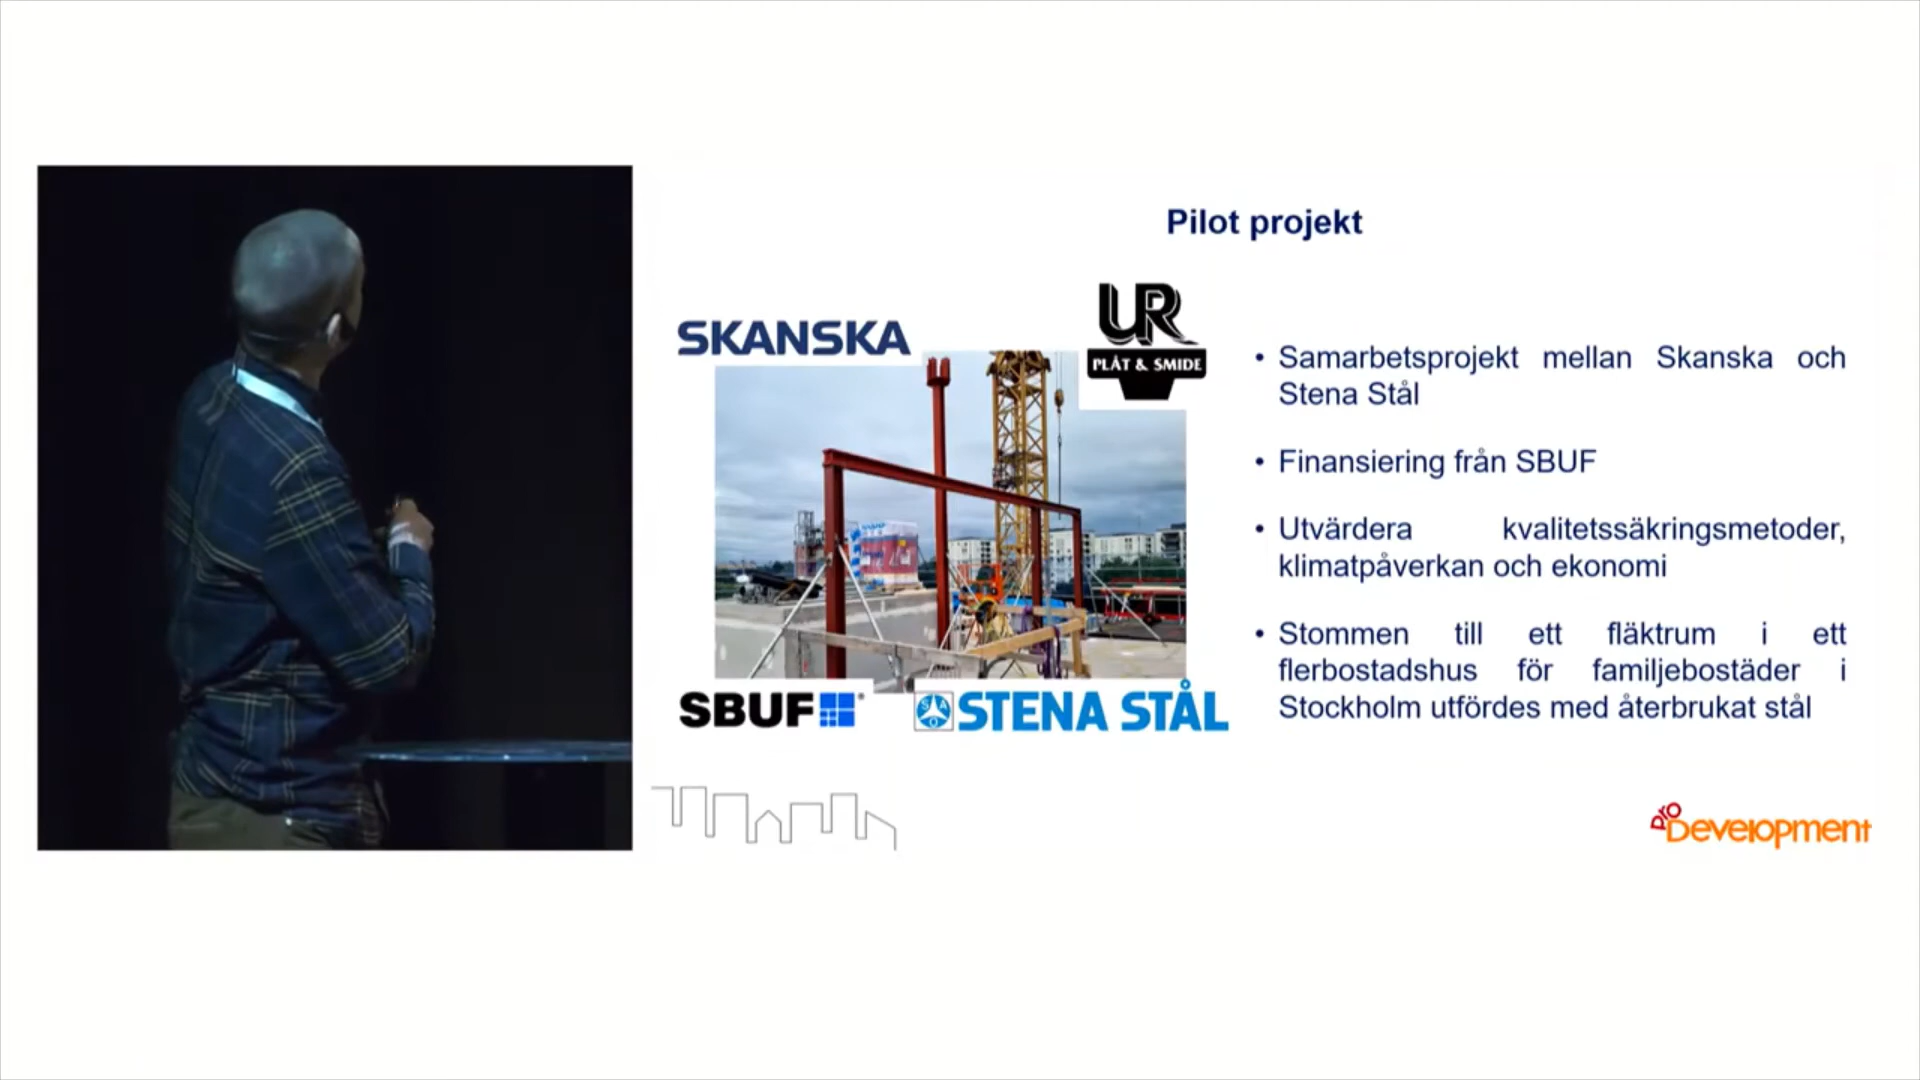 Pilot projekt
SKANSKA
UR
PLÅT & SMIDE
SBUF
STENA STÅL
• Samarbetsprojekt mellan Skanska och
Stena Stål
• Finansiering från SBUF
• Utvärdera kvalitetssäkringsmetoder,
klimatpåverkan och ekonomi
• Stommen till ett fläktrum i ett
flerbostadshus för familjebostäder i
Stockholm utfördes med återbrukat stål
pro
Development